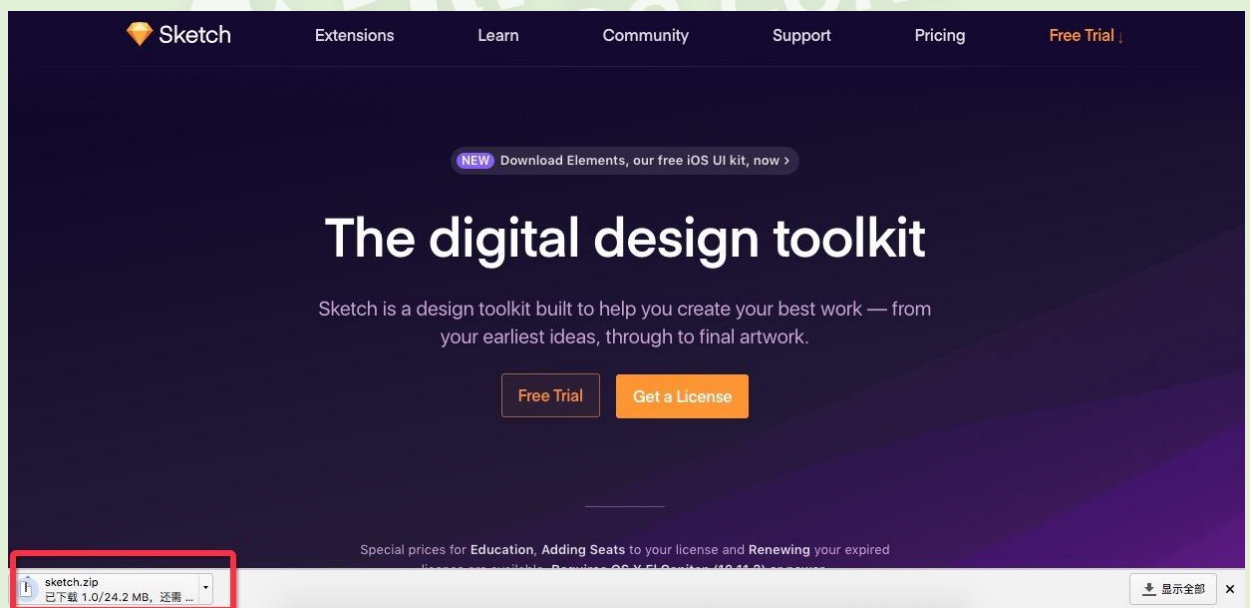 Sketch
Extensions
Learn
Community
Support
Pricing
Free Trial ↓
NEW Download Elements, our free iOS UI kit, now >
The digital design toolkit
Sketch is a design toolkit built to help you create your best work — from
your earliest ideas, through to final artwork.
Free Trial
Get a License
Special prices for Education, Adding Seats to your license and Renewing your expired
sketch.zip
已下载 1.0/24.2 MB，还需 ...
显示全部